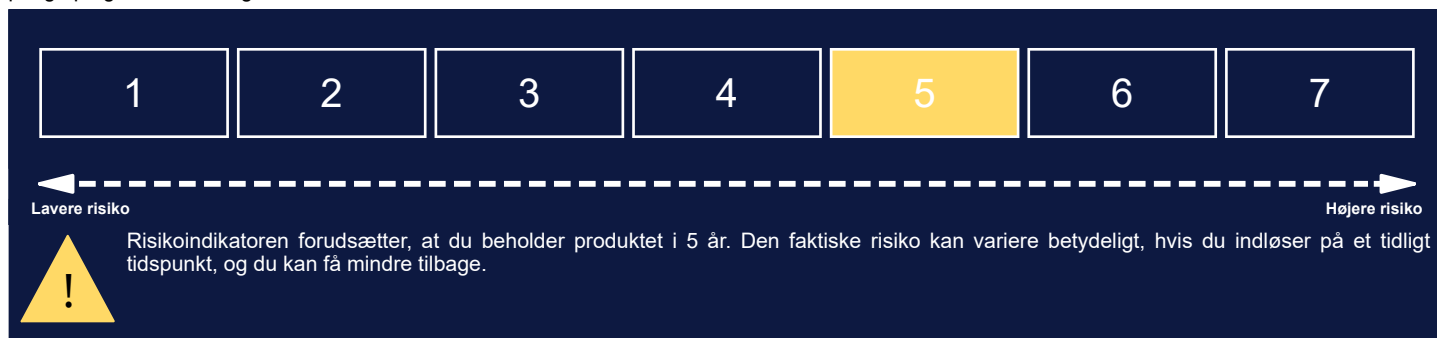 1 2 3 4 5 6 7
Lavere risiko Højere risiko
Risikoindikatoren forudsætter, at du beholder produktet i 5 år. Den faktiske risiko kan variere betydeligt, hvis du indløser på et tidligt
tidspunkt, og du kan få mindre tilbage.
!